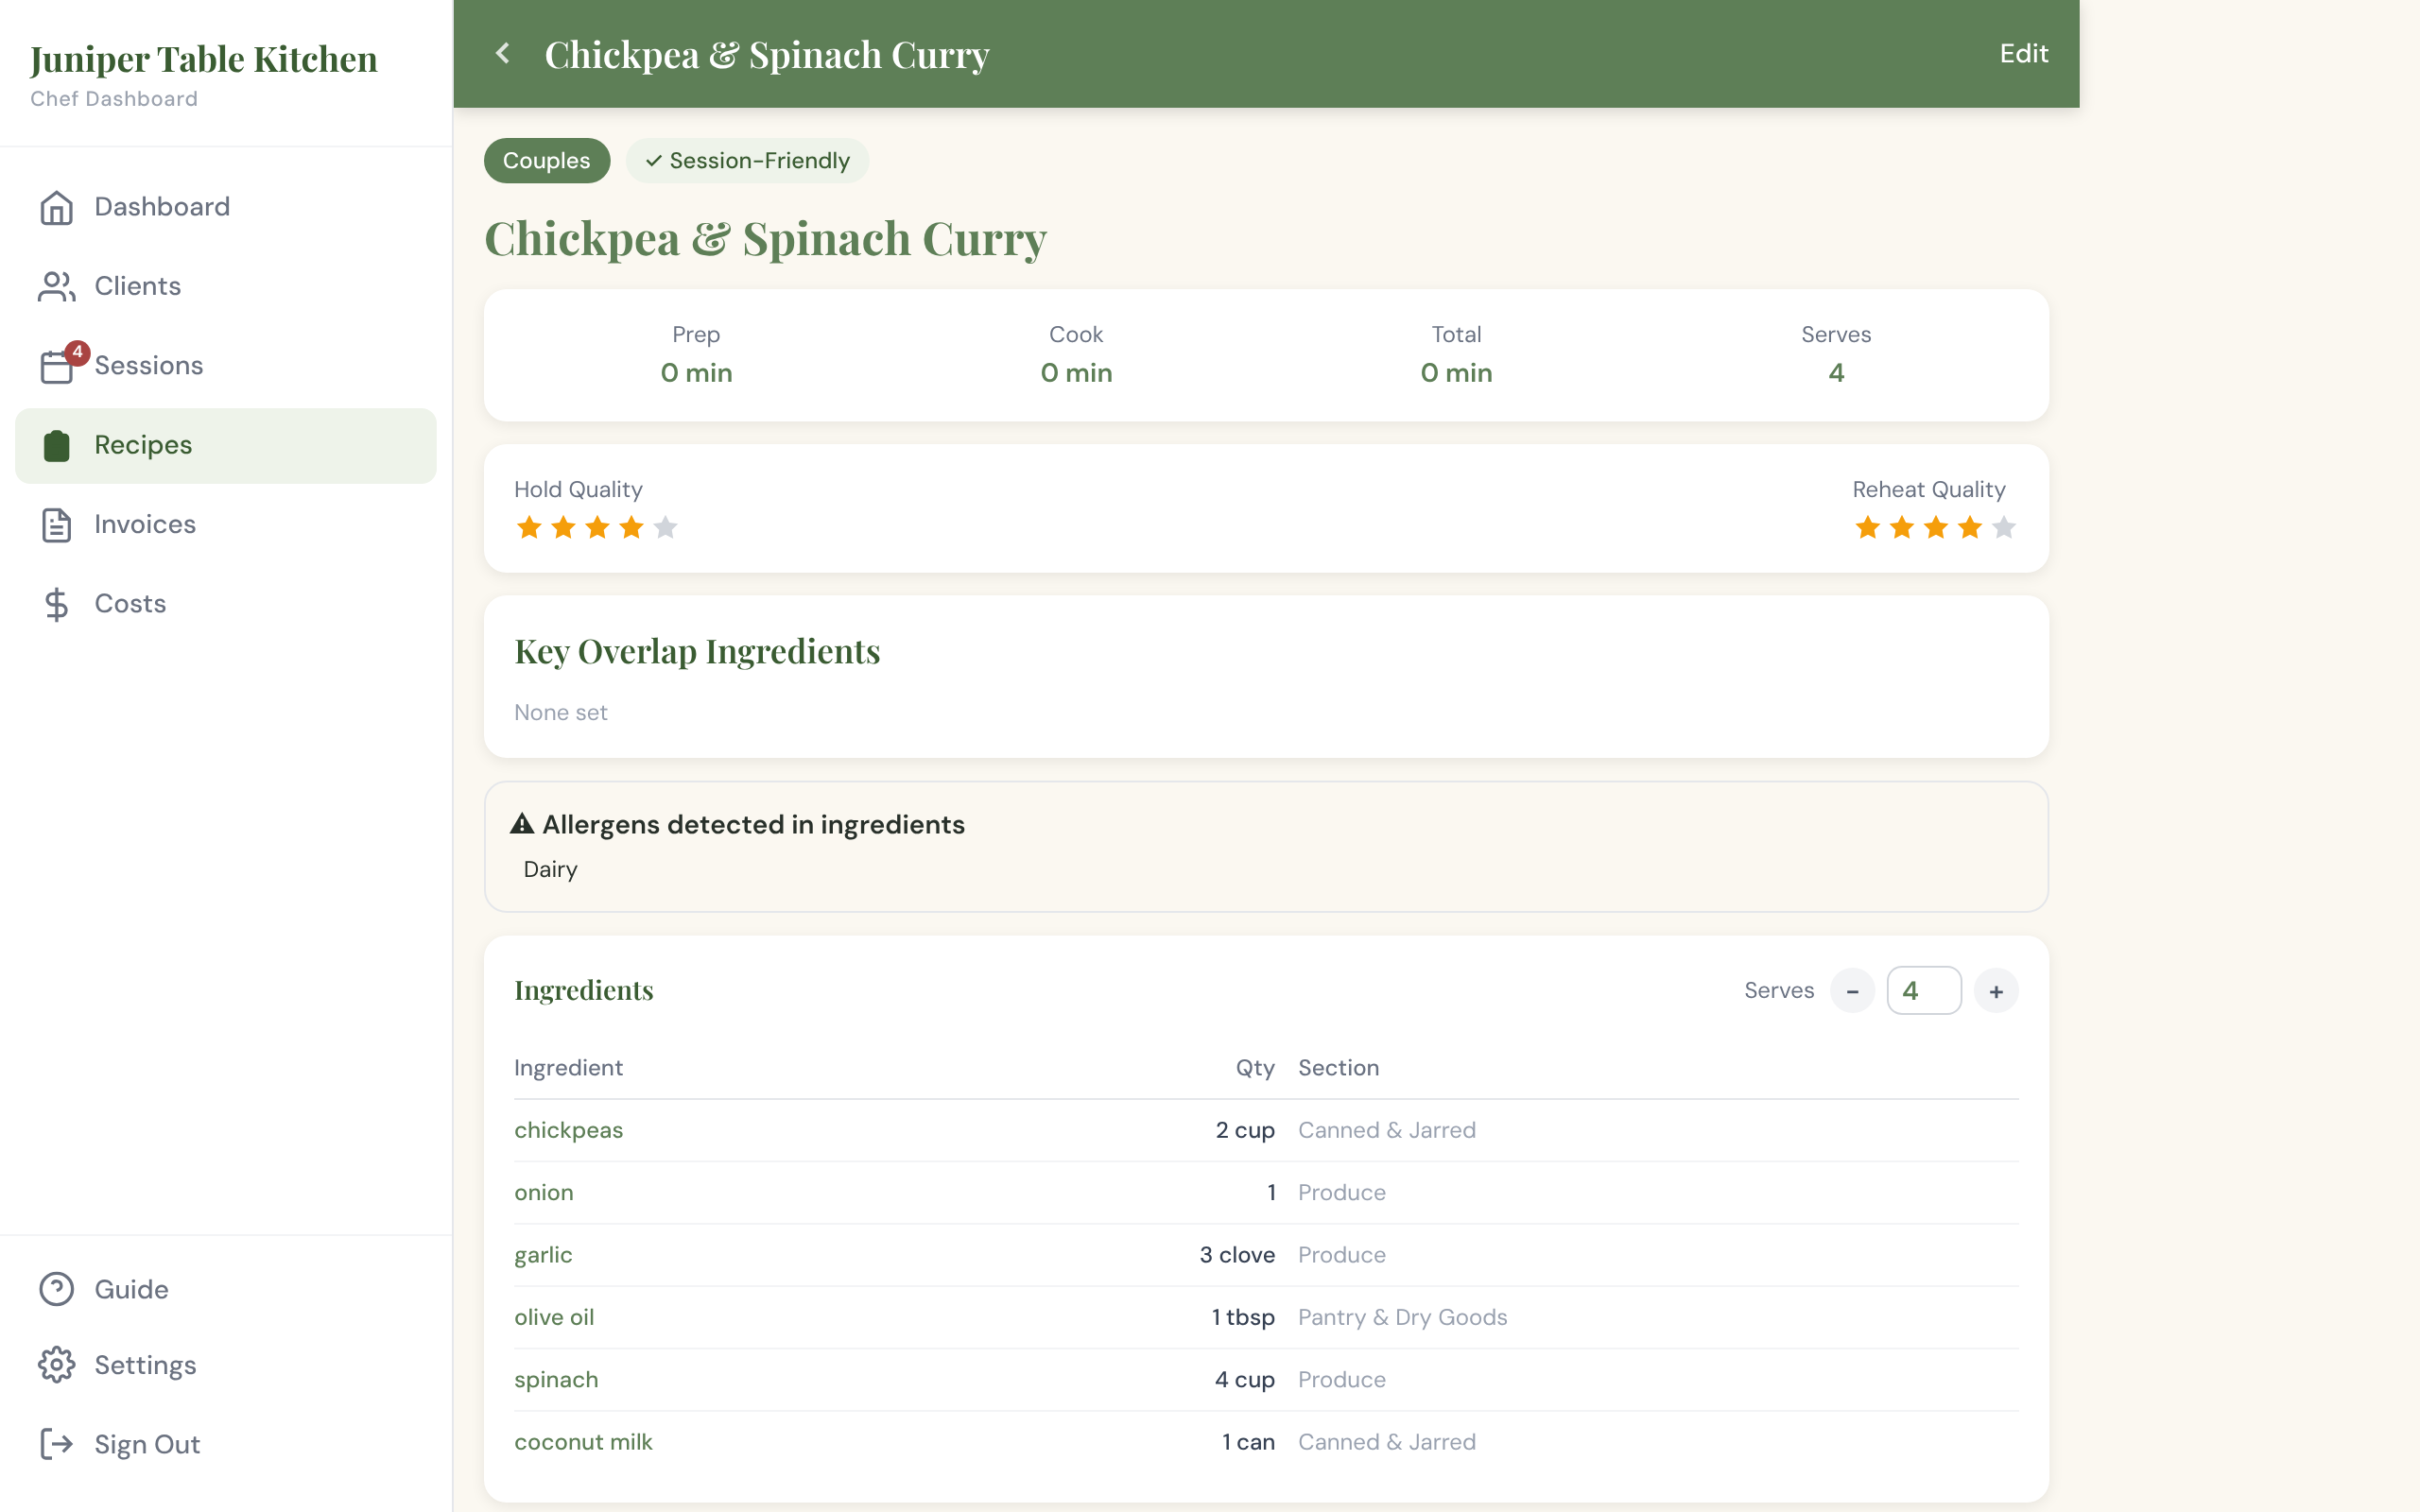 Juniper Table Kitchen
Chef Dashboard
Dashboard
Clients
4
Sessions
Recipes
Invoices
Costs
Guide
Settings
Sign Out
Chickpea & Spinach Curry
Edit
Couples
✓ Session-Friendly
Chickpea & Spinach Curry
Prep Cook Total Serves
0 min 0 min 0 min 4
Hold Quality Reheat Quality
Key Overlap Ingredients
None set
Allergens detected in ingredients
Dairy
Ingredients Serves - 4 +
Ingredient Qty Section
chickpeas 2 cup Canned & Jarred
onion 1 Produce
garlic 3 clove Produce
olive oil 1 tbsp Pantry & Dry Goods
spinach 4 cup Produce
coconut milk 1 can Canned & Jarred